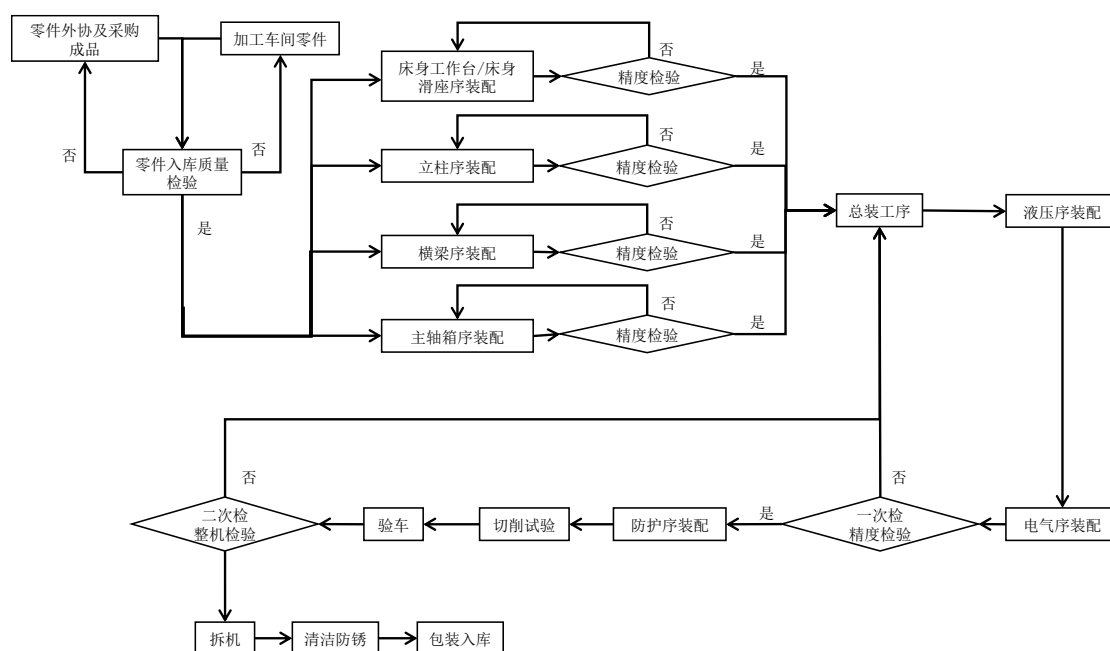 零件外协及采购
成品
加工车间零件
否
否
零件入库质量
检验
是
床身工作台/床身
滑座序装配
精度检验
否
是
立柱序装配
精度检验
否
是
横梁序装配
精度检验
否
是
主轴箱序装配
精度检验
否
是
总装工序
液压序装配
电气序装配
一次检
精度检验
否
是
防护序装配
切削试验
验车
二次检
整机检验
否
拆机
清洁防锈
包装入库